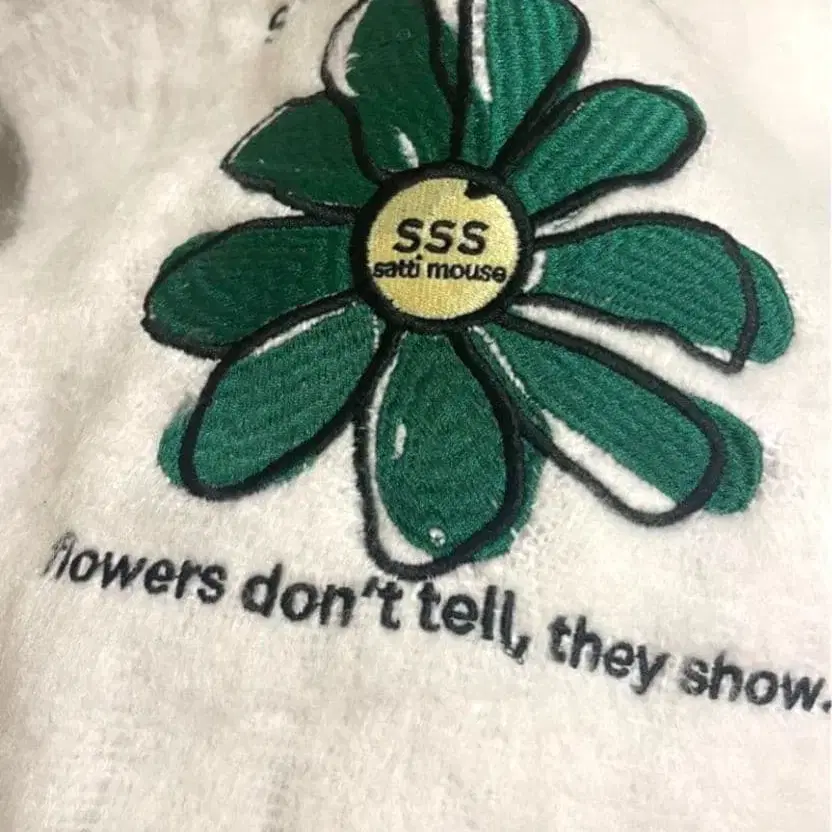 sss
satti mouse
flowers don't tell, they show.